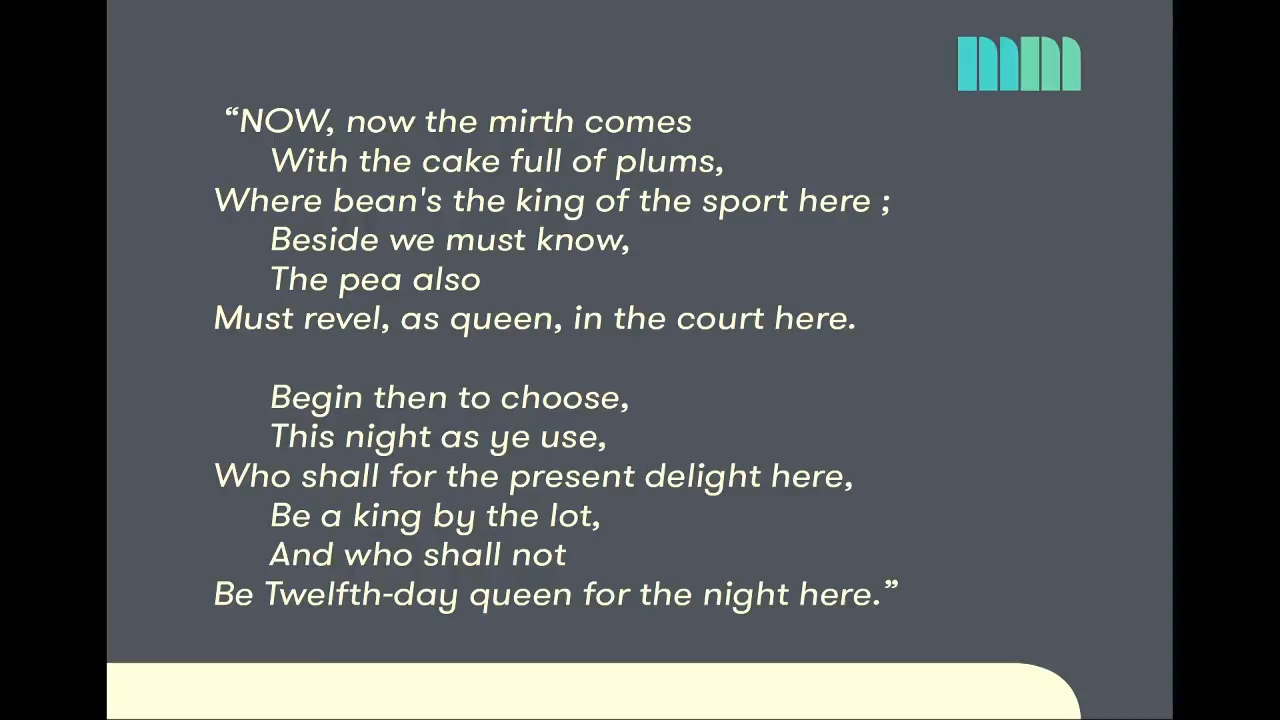 “NOW, now the mirth comes
With the cake full of plums,
Where bean's the king of the sport here ;
Beside we must know,
The pea also
Must revel, as queen, in the court here.
Begin then to choose,
This night as ye use,
Who shall for the present delight here,
Be a king by the lot,
And who shall not
Be Twelfth-day queen for the night here.”